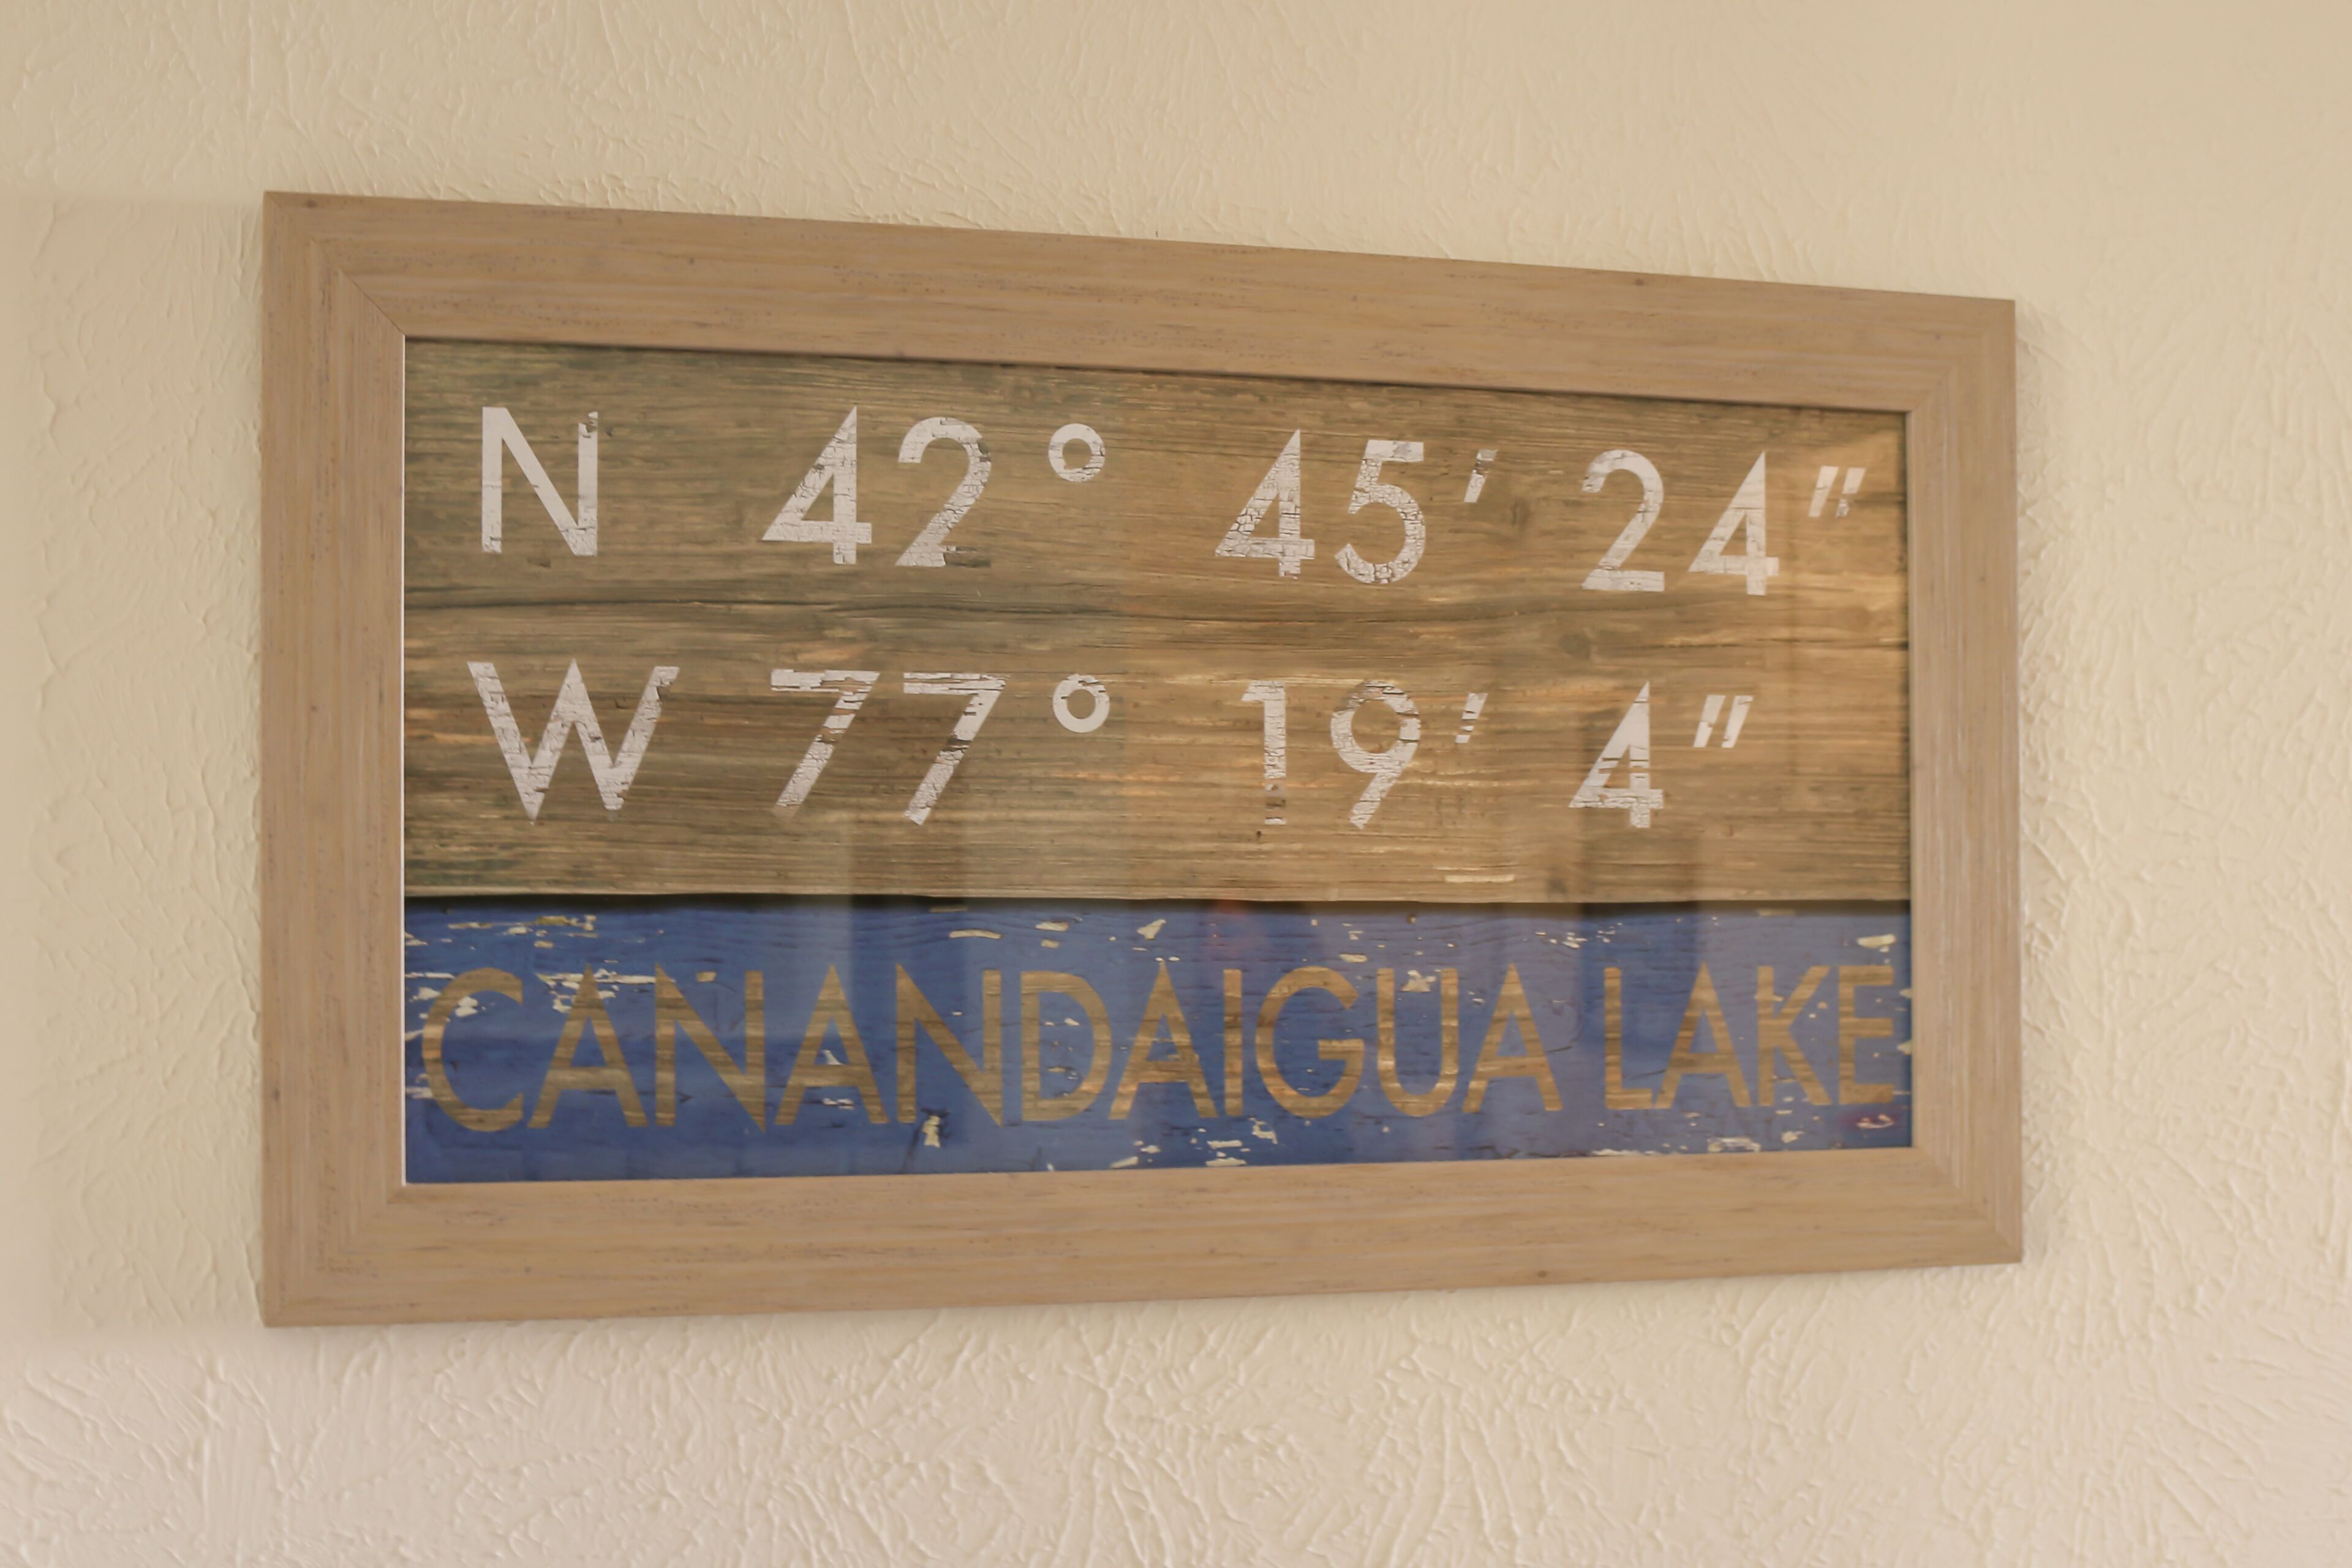 N 42° 45' 24"
W 77° 19' 4"
CANANDAIGUA LAKE